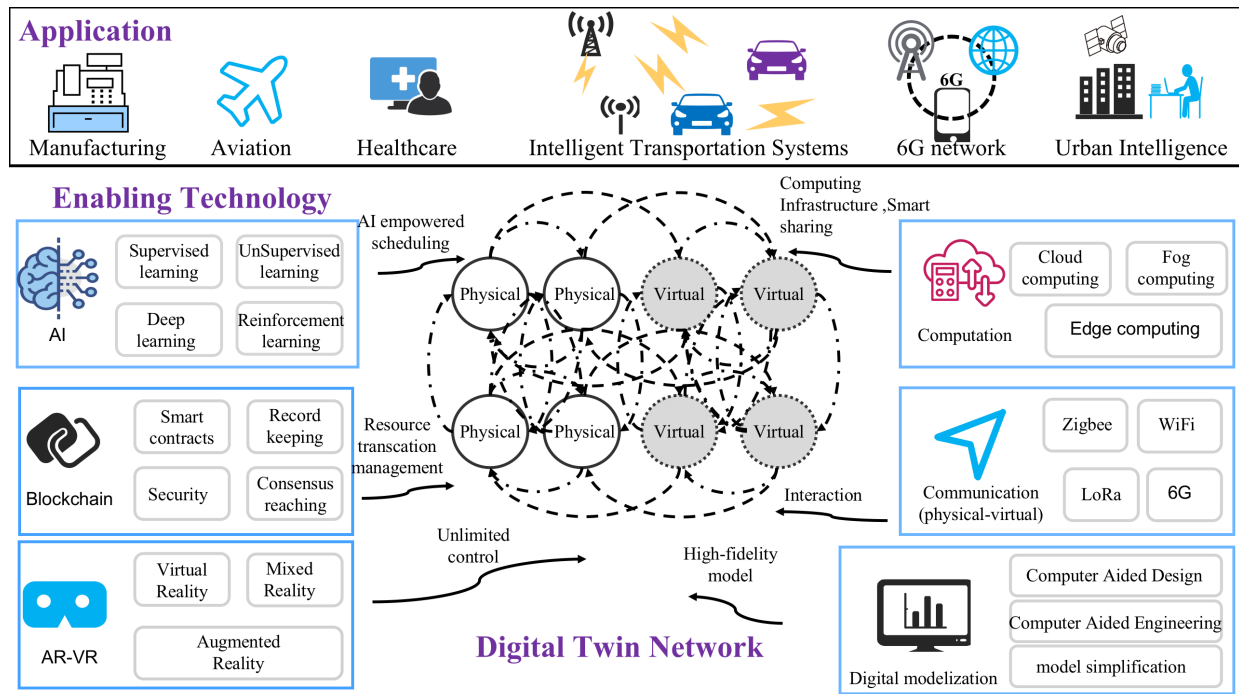 Application
6G
Manufacturing
Aviation
Healthcare
Intelligent Transportation Systems
6G network
Urban Intelligence
Enabling Technology
AI
Supervised
learning
UnSupervised
learning
Deep
learning
Reinforcement
learning
AI empowered
scheduling
Computing
Infrastructure ,Smart
sharing
Computation
Cloud
computing
Fog
computing
Edge computing
Physical
Physical
Virtual
Virtual
Physical
Physical
Virtual
Virtual
Blockchain
Smart
contracts
Record
keeping
Security
Consensus
reaching
Resource
transcation
management
Interaction
Communication
(physical-virtual)
Zigbee
WiFi
LoRa
6G
AR-VR
Virtual
Reality
Mixed
Reality
Augmented
Reality
Unlimited
control
High-fidelity
model
Digital Twin Network
Digital modelization
Computer Aided Design
Computer Aided Engineering
model simplification